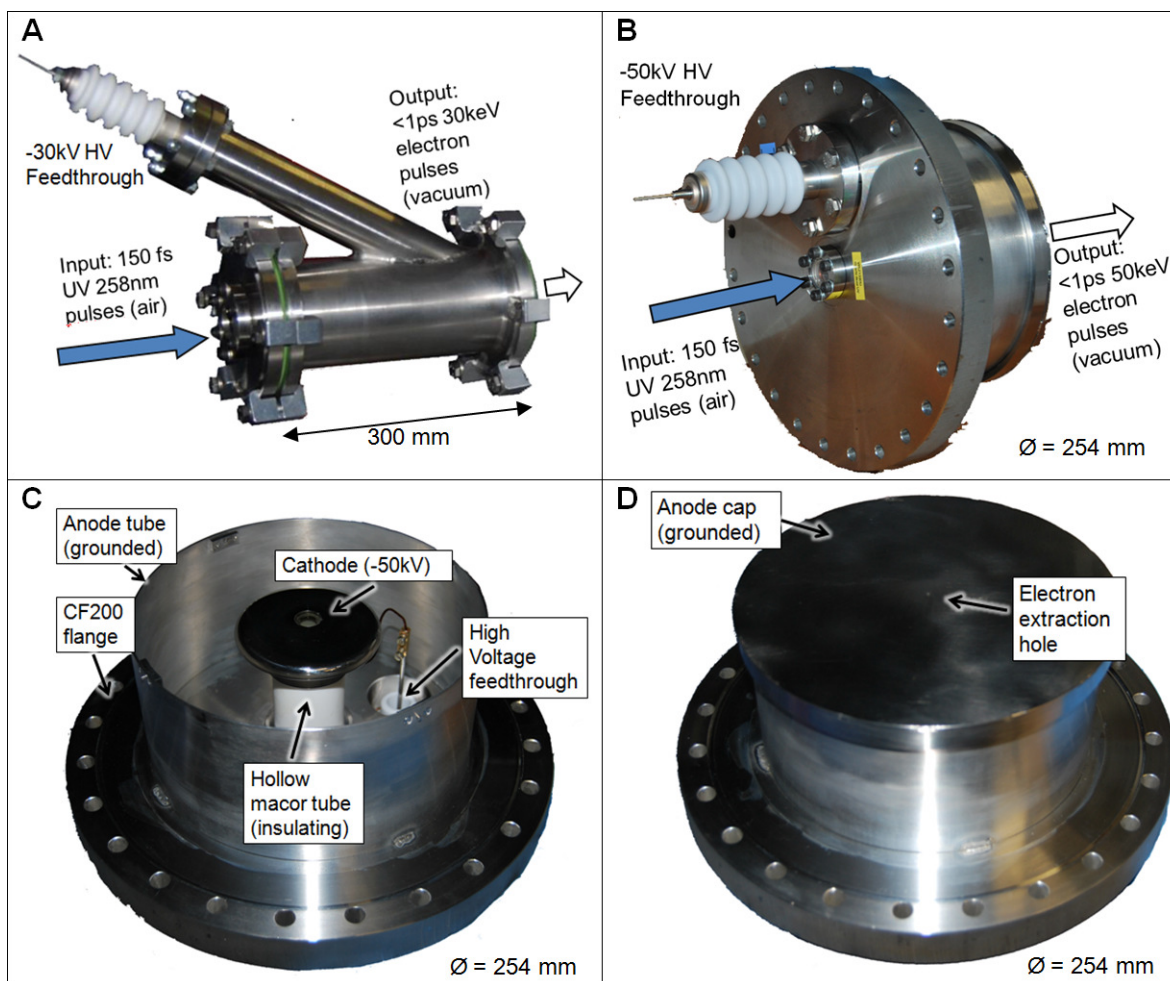 A
-30kV HV
Feedthrough
Output:
<1ps 30keV
electron
pulses
(vacuum)
Input: 150 fs
UV 258nm
pulses (air)
300 mm
B
-50kV HV
Feedthrough
Output:
<1ps 50keV
electron
pulses
(vacuum)
Input: 150 fs
UV 258nm
pulses (air)
Ø = 254 mm
C
Anode tube
(grounded)
Cathode (-50kV)
CF200
flange
High
Voltage
feedthrough
Hollow
macor tube
(insulating)
Ø = 254 mm
D
Anode cap
(grounded)
Electron
extraction
hole
Ø = 254 mm